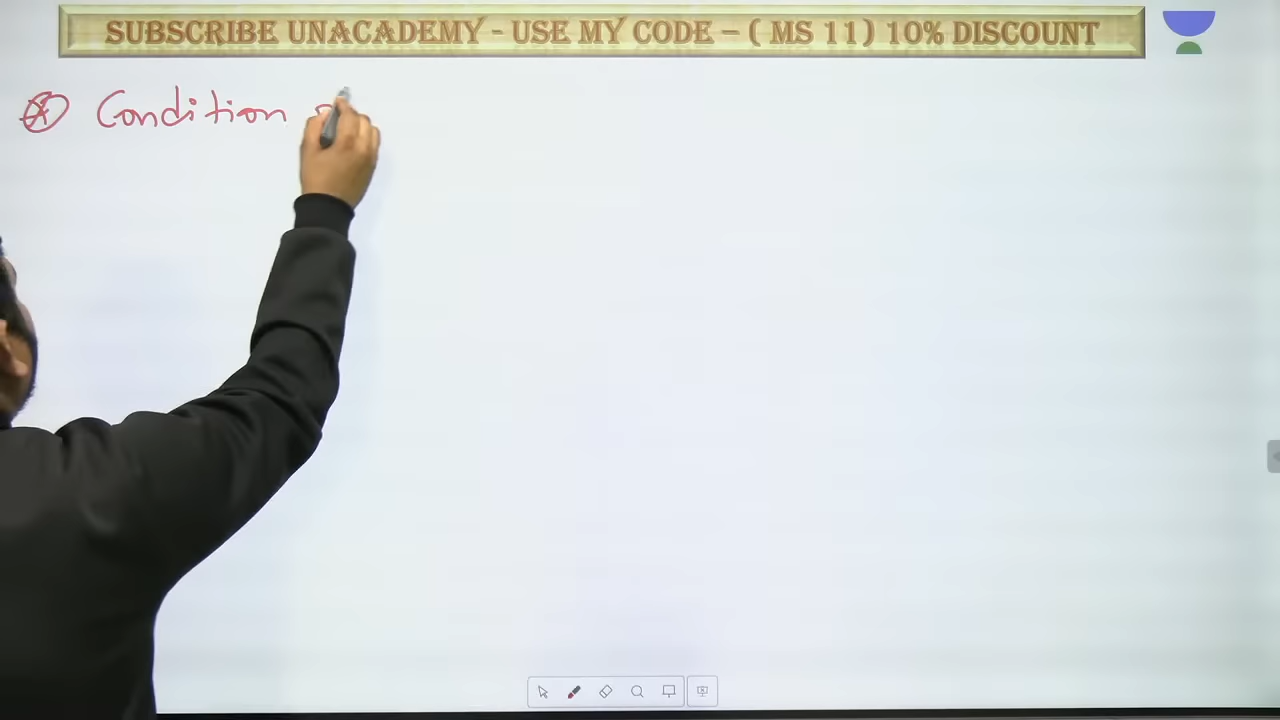 SUBSCRIBE UNACADEMY - USE MY CODE – ( MS 11 ) 10% DISCOUNT
Condition